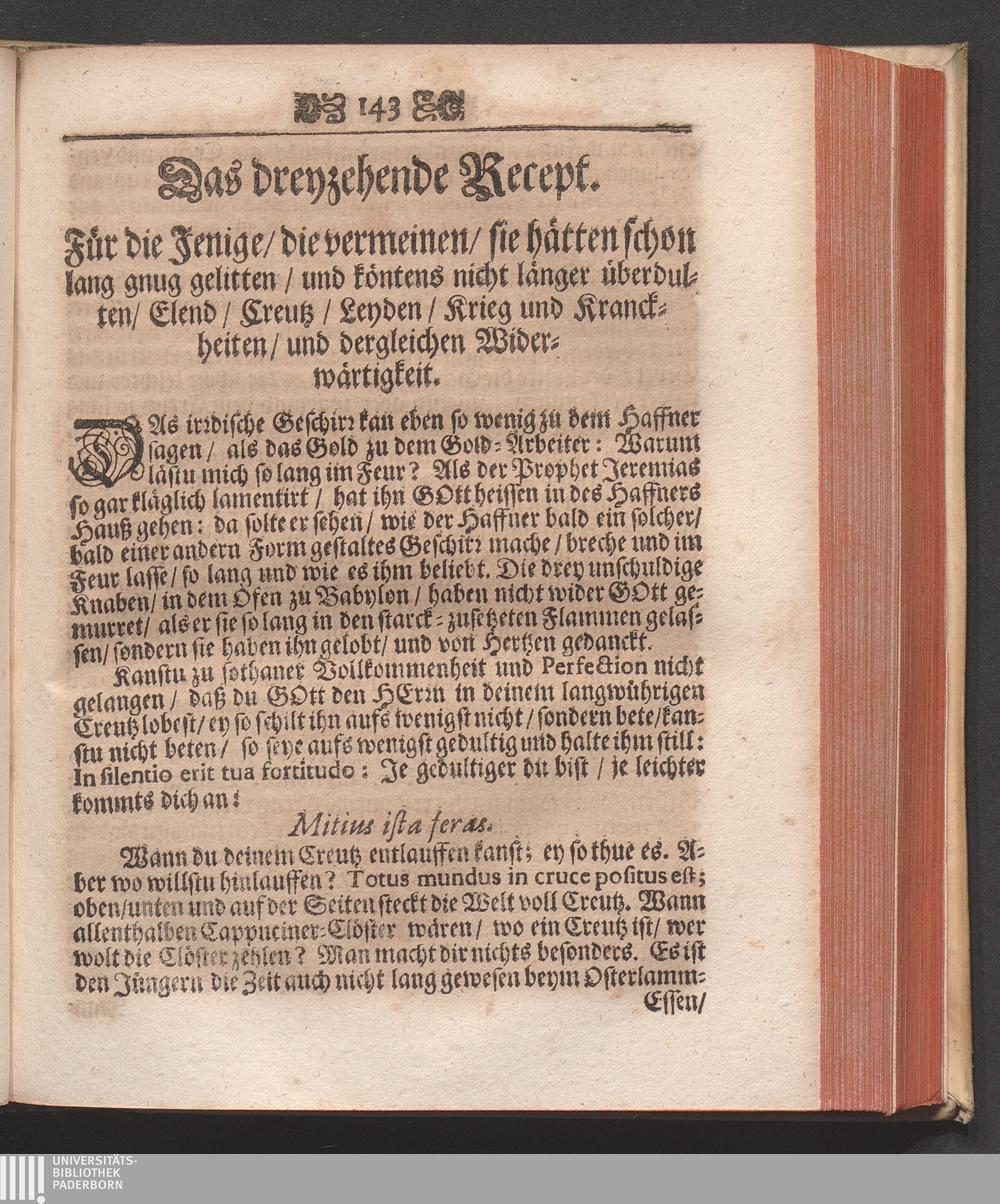 143
Das dreyzehende Recept.
Für die Jenige/ die vermeinen/ sie hätten schon
lang gnug gelitten / und köntens nicht länger überdul-
ten/ Elend / Creutz / Leyden / Krieg und Kranck-
heiten/ und dergleichen Wider-
wärtigkeit.
DAs irrdische Geschirr kan eben so wenig zu dem Haffner
sagen / als das Gold zu dem Gold-Arbeiter: Warum
lästu mich so lang im Feur? Als der Prophet Jeremias
so gar kläglich lamentirt / hat ihn GOtt heissen in des Haffners
Hauß gehen: da solte er sehen / wie der Haffner bald ein solcher/
bald einer andern Form gestaltes Geschirr mache / breche und im
Feur lasse / so lang und wie es ihm beliebt. Die drey unschuldige
Knaben/ in dem Ofen zu Babylon / haben nicht wider GOtt ge-
murret/ als er sie so lang in den starck-zusetzeten Flammen gelas-
sen/ sondern sie haben ihn gelobt/ und von Hertzen gedanckt.
Kanstu zu sothaner Vollkommenheit und Perfection nicht
gelangen / daß du GOtt den HErrn in deinem langwührigen
Creutz lobest/ ey so schilt ihn aufs wenigst nicht / sondern bete/ kan-
stu nicht beten / so seye aufs wenigst gedultig und halte ihm still:
In silentio erit tua fortitudo: Je gedultiger du bist / je leichter
kommts dich an:
Mitius ista feras.
Wann du deinem Creutz entlauffen kanst; ey so thue es. A-
ber wo willstu hinlauffen? Totus mundus in cruce positus est;
oben/unten und auf der Seiten steckt die Welt voll Creutz. Wann
allenthalben Cappuciner-Clöster wären/ wo ein Creutz ist/ wer
wolt die Clöster zehlen? Man macht dir nichts besonders. Es ist
den Jüngern die Zeit auch nicht lang gewesen beym Osterlamm-
Essen/
UNIVERSITÄTS-
BIBLIOTHEK
PADERBORN